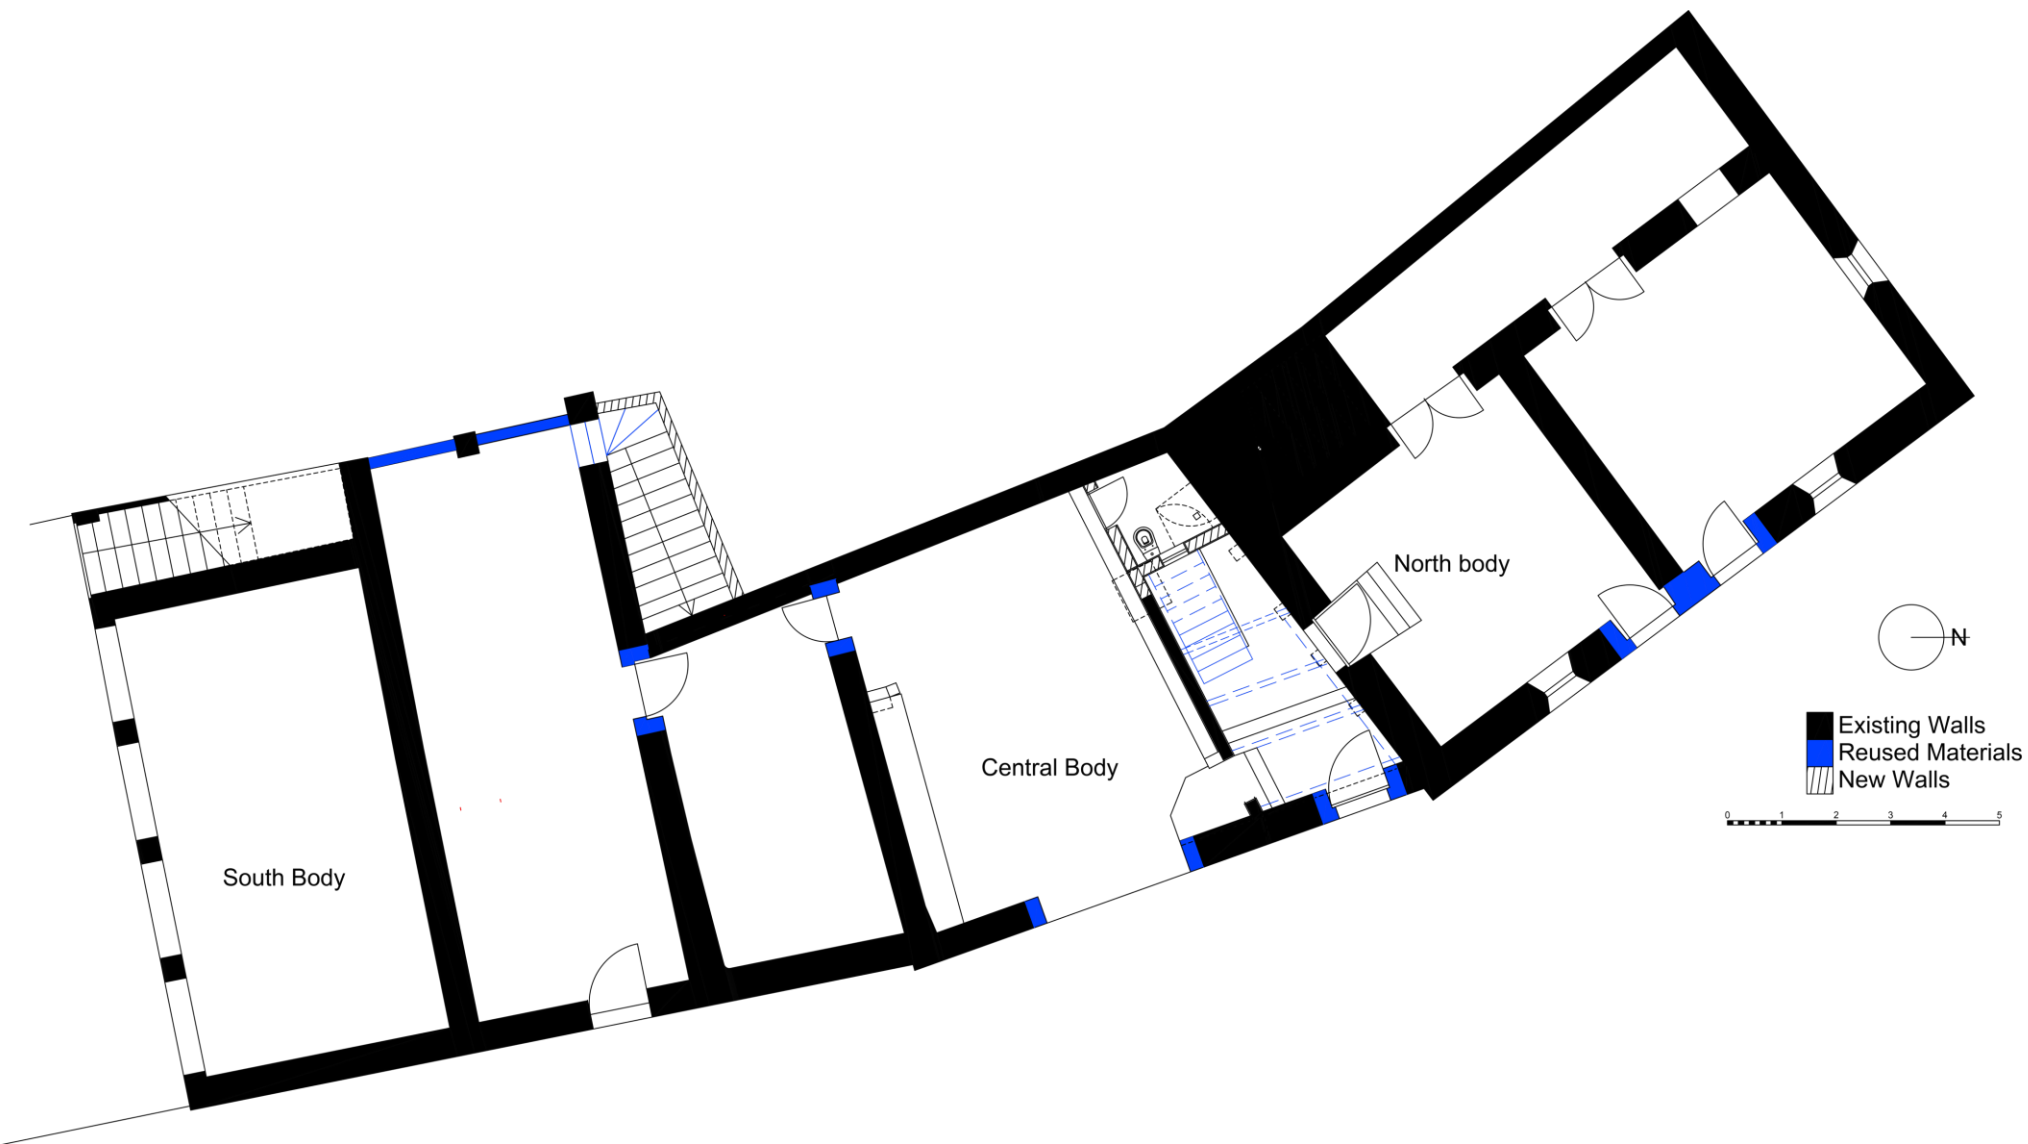 North body
N
Existing Walls
Reused Materials
New Walls
Central Body
0 1 2 3 4 5
South Body